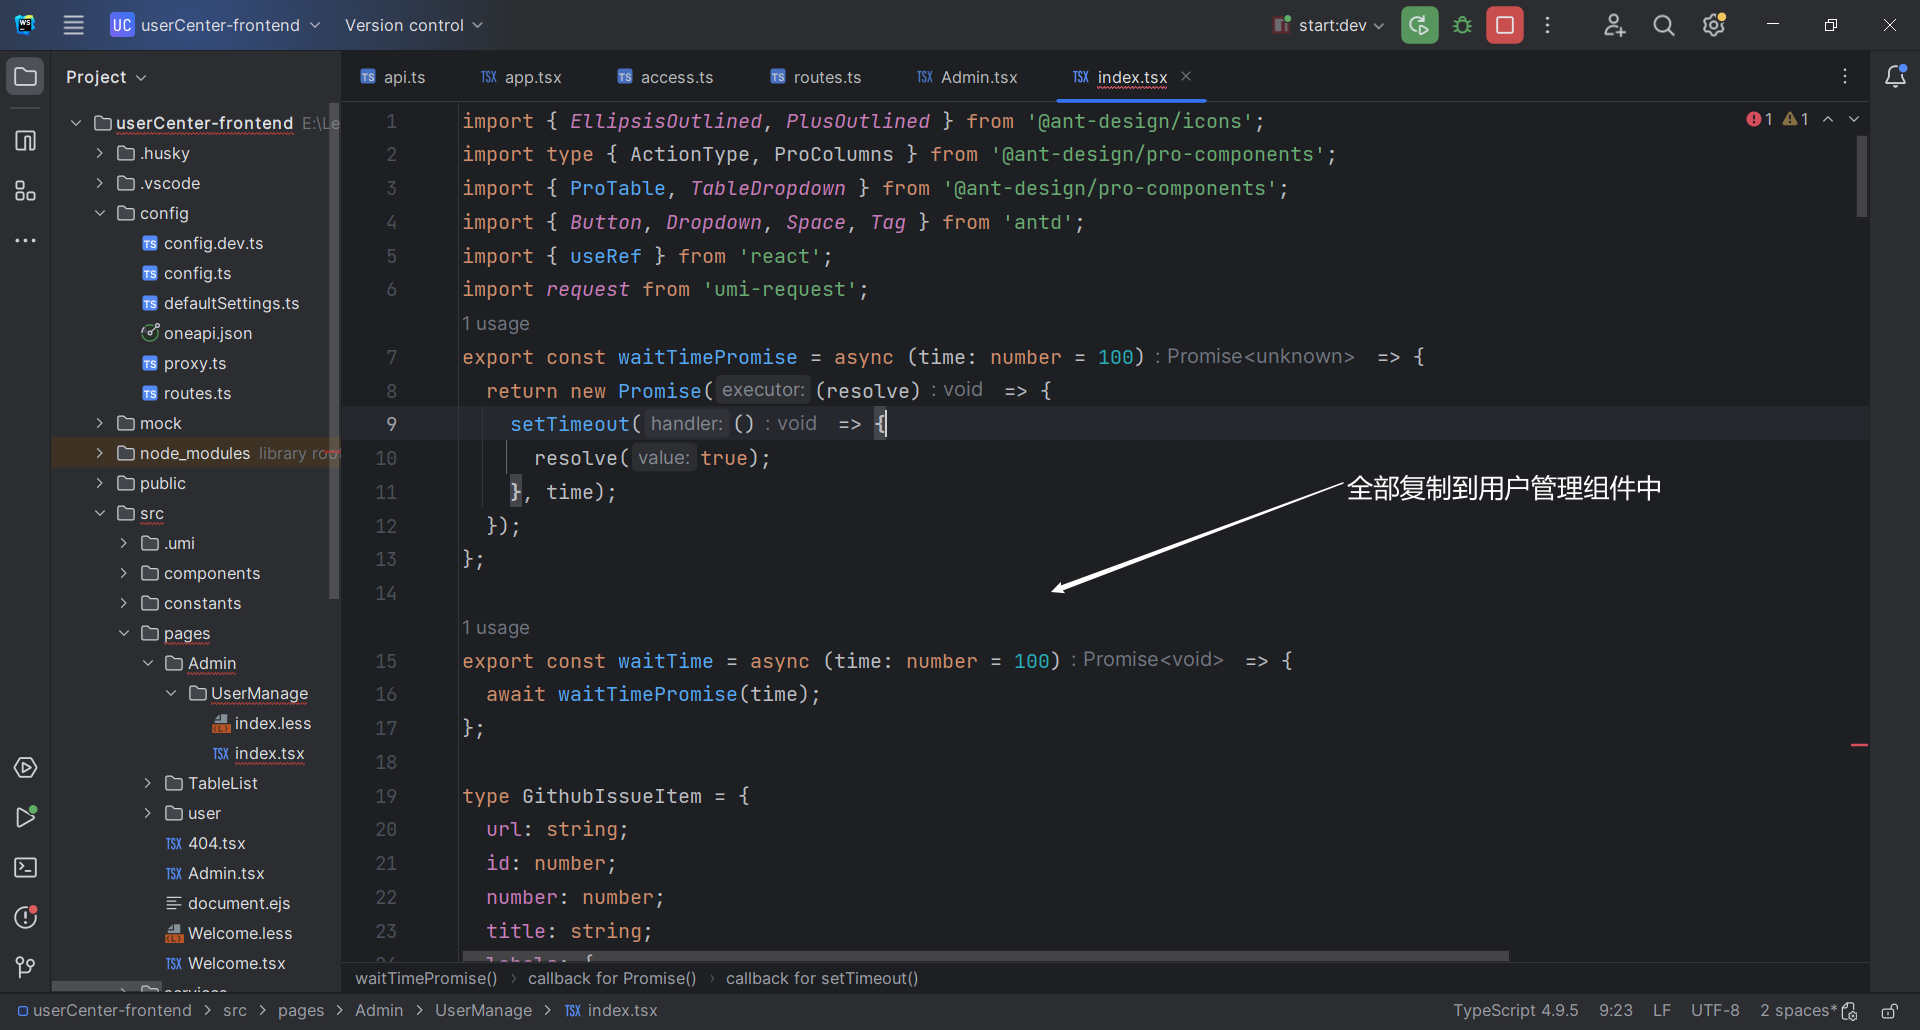 UC userCenter-frontend Version control start:dev
Project
userCenter-frontend E:\Le
.husky
.vscode
config
config.dev.ts
config.ts
defaultSettings.ts
oneapi.json
proxy.ts
routes.ts
mock
node_modules library root
public
src
.umi
components
constants
pages
Admin
UserManage
index.less
index.tsx
TableList
user
404.tsx
Admin.tsx
document.ejs
Welcome.less
Welcome.tsx
services
api.ts app.tsx access.ts routes.ts Admin.tsx index.tsx
1 1
1 import { EllipsisOutlined, PlusOutlined } from '@ant-design/icons';
2 import type { ActionType, ProColumns } from '@ant-design/pro-components';
3 import { ProTable, TableDropdown } from '@ant-design/pro-components';
4 import { Button, Dropdown, Space, Tag } from 'antd';
5 import { useRef } from 'react';
6 import request from 'umi-request';
1 usage
7 export const waitTimePromise = async (time: number = 100) : Promise<unknown> => {
8 return new Promise( executor: (resolve) : void => {
9 setTimeout( handler: () : void => {
10 resolve( value: true);
11 }, time);
12 });
13 };
14
1 usage
15 export const waitTime = async (time: number = 100) : Promise<void> => {
16 await waitTimePromise(time);
17 };
18
19 type GithubIssueItem = {
20 url: string;
21 id: number;
22 number: number;
23 title: string;
24 labels: {
全部复制到用户管理组件中
waitTimePromise() › callback for Promise() › callback for setTimeout()
userCenter-frontend > src > pages > Admin > UserManage > index.tsx
TypeScript 4.9.5 9:23 LF UTF-8 2 spaces*